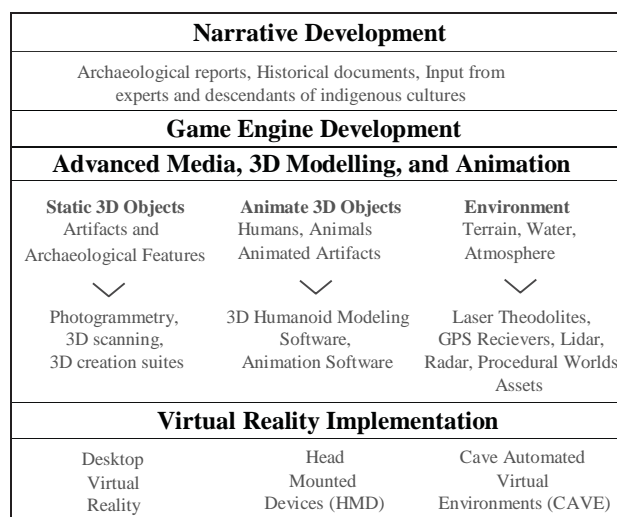 Narrative Development
Archaeological reports, Historical documents, Input from
experts and descendants of indigenous cultures
Game Engine Development
Advanced Media, 3D Modelling, and Animation
Static 3D Objects
Artifacts and
Archaeological Features
Photogrammetry,
3D scanning,
3D creation suites
Animate 3D Objects
Humans, Animals
Animated Artifacts
3D Humanoid Modeling
Software,
Animation Software
Environment
Terrain, Water,
Atmosphere
Laser Theodolites,
GPS Recievers, Lidar,
Radar, Procedural Worlds
Assets
Virtual Reality Implementation
Desktop
Virtual
Reality
Head
Mounted
Devices (HMD)
Cave Automated
Virtual
Environments (CAVE)